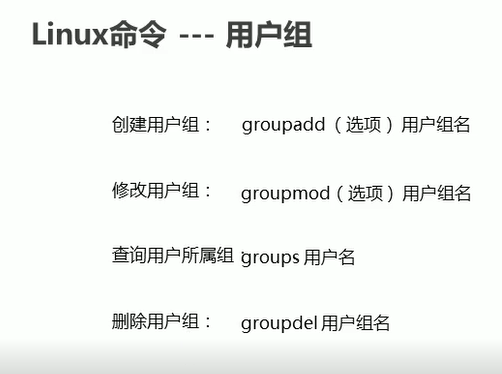 Linux命令 --- 用户组
创建用户组： groupadd（选项）用户组名
修改用户组： groupmod（选项）用户组名
查询用户所属组：groups 用户名
删除用户组： groupdel 用户组名